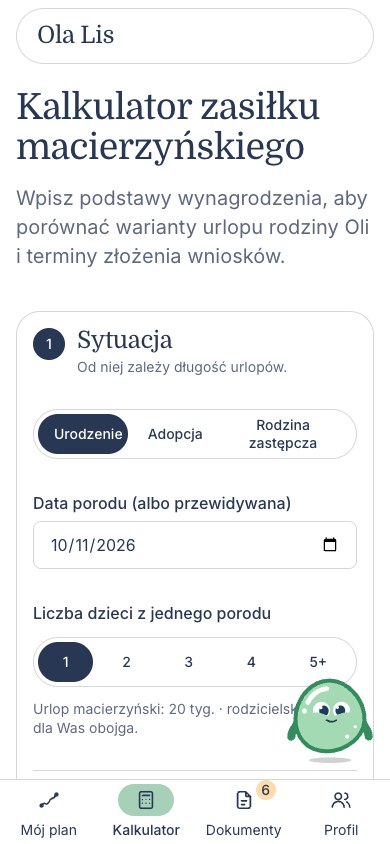 Ola Lis
Kalkulator zasiłku
macierzyńskiego
Wpisz podstawy wynagrodzenia, aby
porównać warianty urlopu rodziny Oli
i terminy złożenia wniosków.
1
Sytuacja
Od niej zależy długość urlopów.
Urodzenie
Adopcja
Rodzina
zastępcza
Data porodu (albo przewidywana)
10/11/2026
Liczba dzieci z jednego porodu
1 2 3 4 5+
Urlop macierzyński: 20 tyg. ·
dla Was obojga.
6
Mój plan Kalkulator Dokumenty Profil